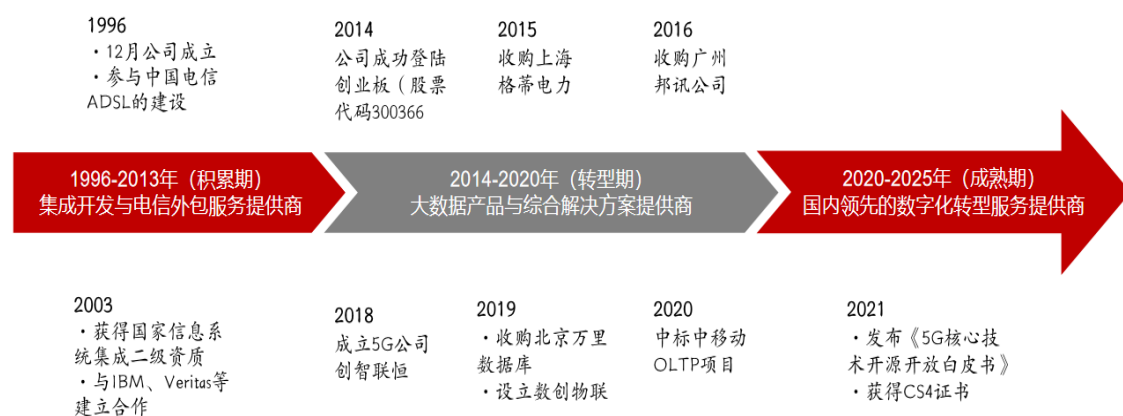 1996
·12月公司成立
·参与中国电信
ADSL的建设
2014
公司成功登陆
创业板（股票
代码300366
2015
收购上海
格蒂电力
2016
收购广州
邦讯公司
1996-2013年（积累期）
集成开发与电信外包服务提供商
2014-2020年（转型期）
大数据产品与综合解决方案提供商
2020-2025年（成熟期）
国内领先的数字化转型服务提供商
2003
·获得国家信息系
统集成二级资质
·与IBM、Veritas等
建立合作
2018
成立5G公司
创智联恒
2019
·收购北京万里
数据库
·设立数创物联
2020
中标中移动
OLTP项目
2021
·发布《5G核心技
术开源开放白皮书》
·获得CS4证书